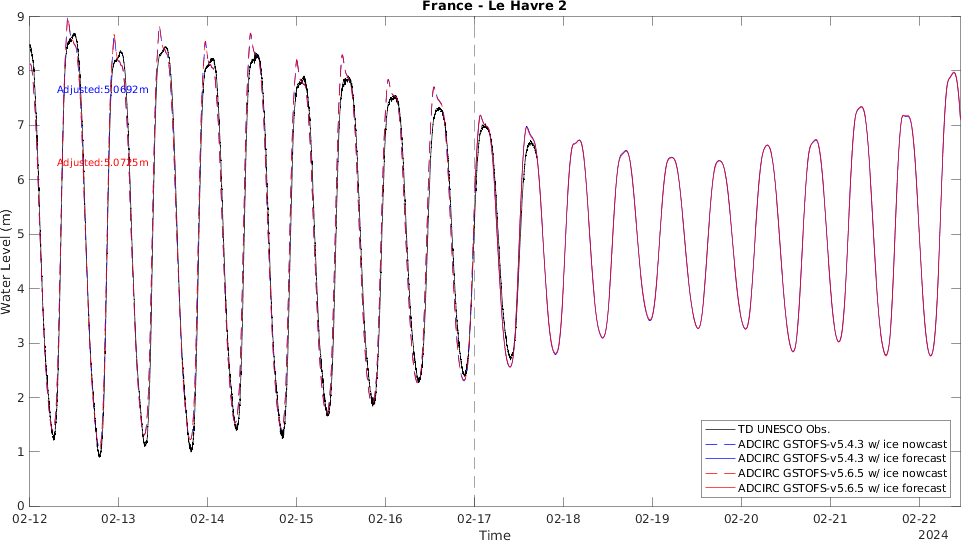 France - Le Havre 2
9
8
7
6
5
4
3
2
1
0
Water Level (m)
Adjusted:5.0692m
Adjusted:5.0725m
TD UNESCO Obs.
ADCIRC GSTOFS-v5.4.3 w/ ice nowcast
ADCIRC GSTOFS-v5.4.3 w/ ice forecast
ADCIRC GSTOFS-v5.6.5 w/ ice nowcast
ADCIRC GSTOFS-v5.6.5 w/ ice forecast
02-12 02-13 02-14 02-15 02-16 02-17 02-18 02-19 02-20 02-21 02-22
Time
2024